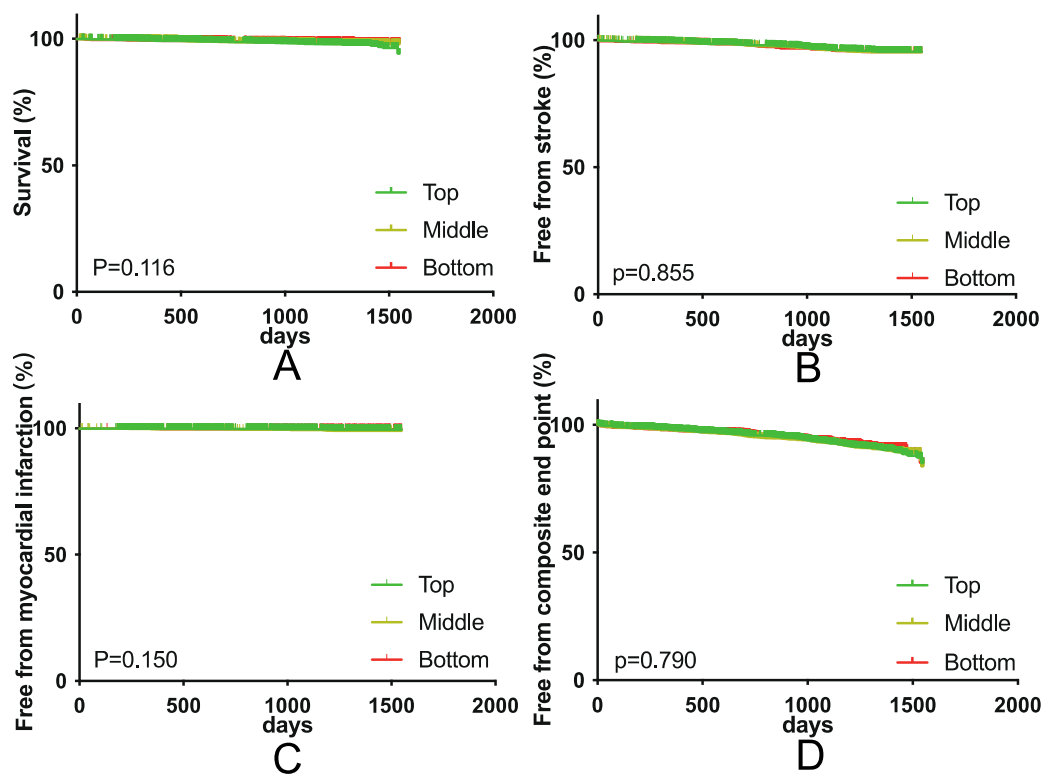 Survival (%)
100
50
0
Top
Middle
Bottom
P=0.116
0 500 1000 1500 2000
days
A
Free from stroke (%)
100
50
0
Top
Middle
Bottom
p=0.855
0 500 1000 1500 2000
days
B
Free from myocardial infarction (%)
100
50
0
Top
Middle
Bottom
P=0.150
0 500 1000 1500 2000
days
C
Free from composite end point (%)
100
50
0
Top
Middle
Bottom
p=0.790
0 500 1000 1500 2000
days
D